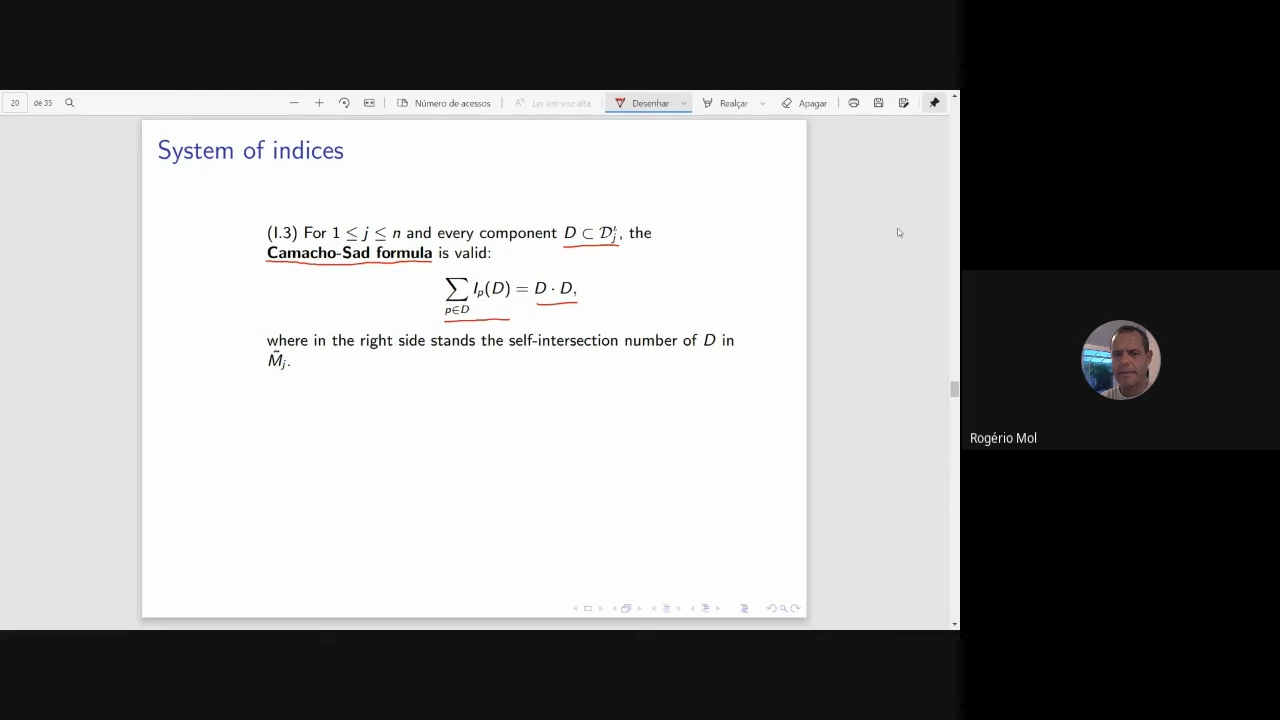 20 de 35 Número de acessos Ler em voz alta Desenhar Realçar Apagar
System of indices
(I.3) For 1 ≤ j ≤ n and every component D ⊂ 𝒟ⱼᵗ, the
Camacho-Sad formula is valid:
∑_{p∈D} I_p(D) = D · D,
where in the right side stands the self-intersection number of D in
M̃ⱼ.
Rogério Mol